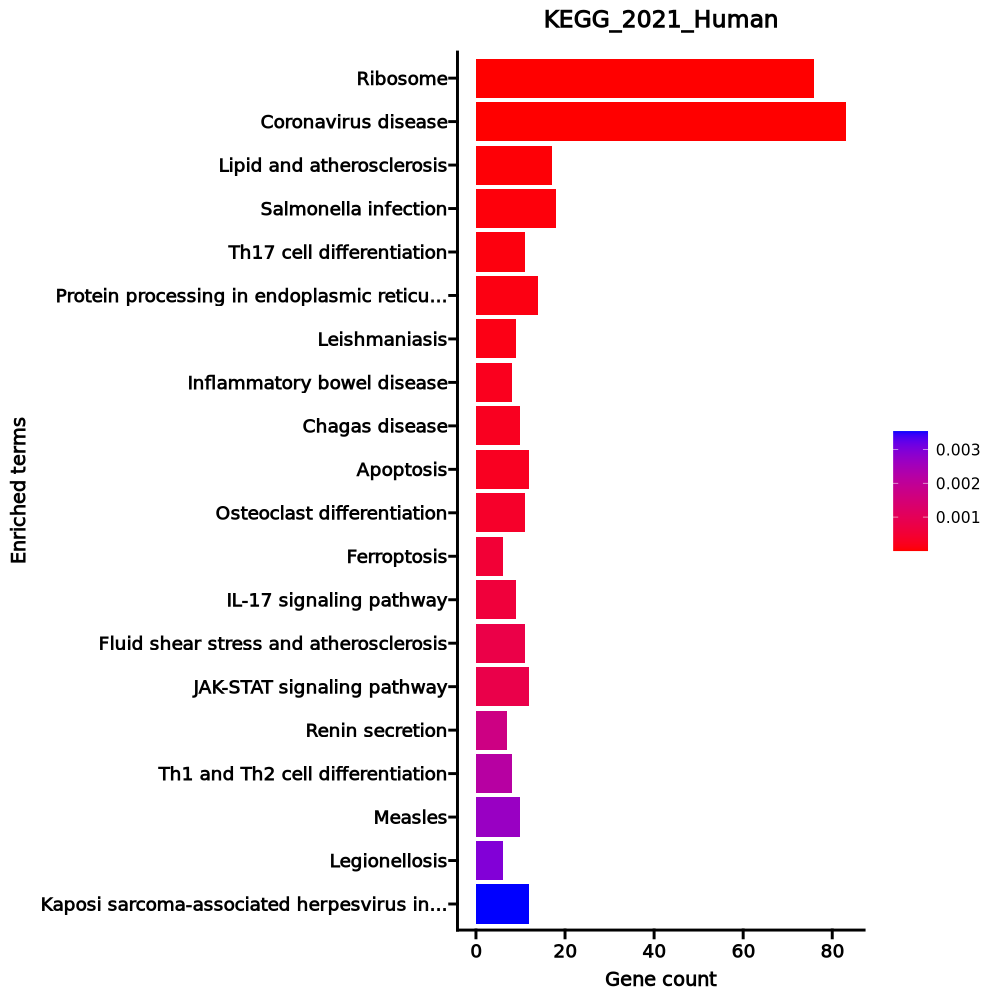 KEGG_2021_Human
Ribosome
Coronavirus disease
Lipid and atherosclerosis
Salmonella infection
Th17 cell differentiation
Protein processing in endoplasmic reticu...
Leishmaniasis
Inflammatory bowel disease
Chagas disease
Apoptosis
Osteoclast differentiation
Ferroptosis
IL-17 signaling pathway
Fluid shear stress and atherosclerosis
JAK-STAT signaling pathway
Renin secretion
Th1 and Th2 cell differentiation
Measles
Legionellosis
Kaposi sarcoma-associated herpesvirus in...
Enriched terms
0 20 40 60 80
Gene count
0.003
0.002
0.001